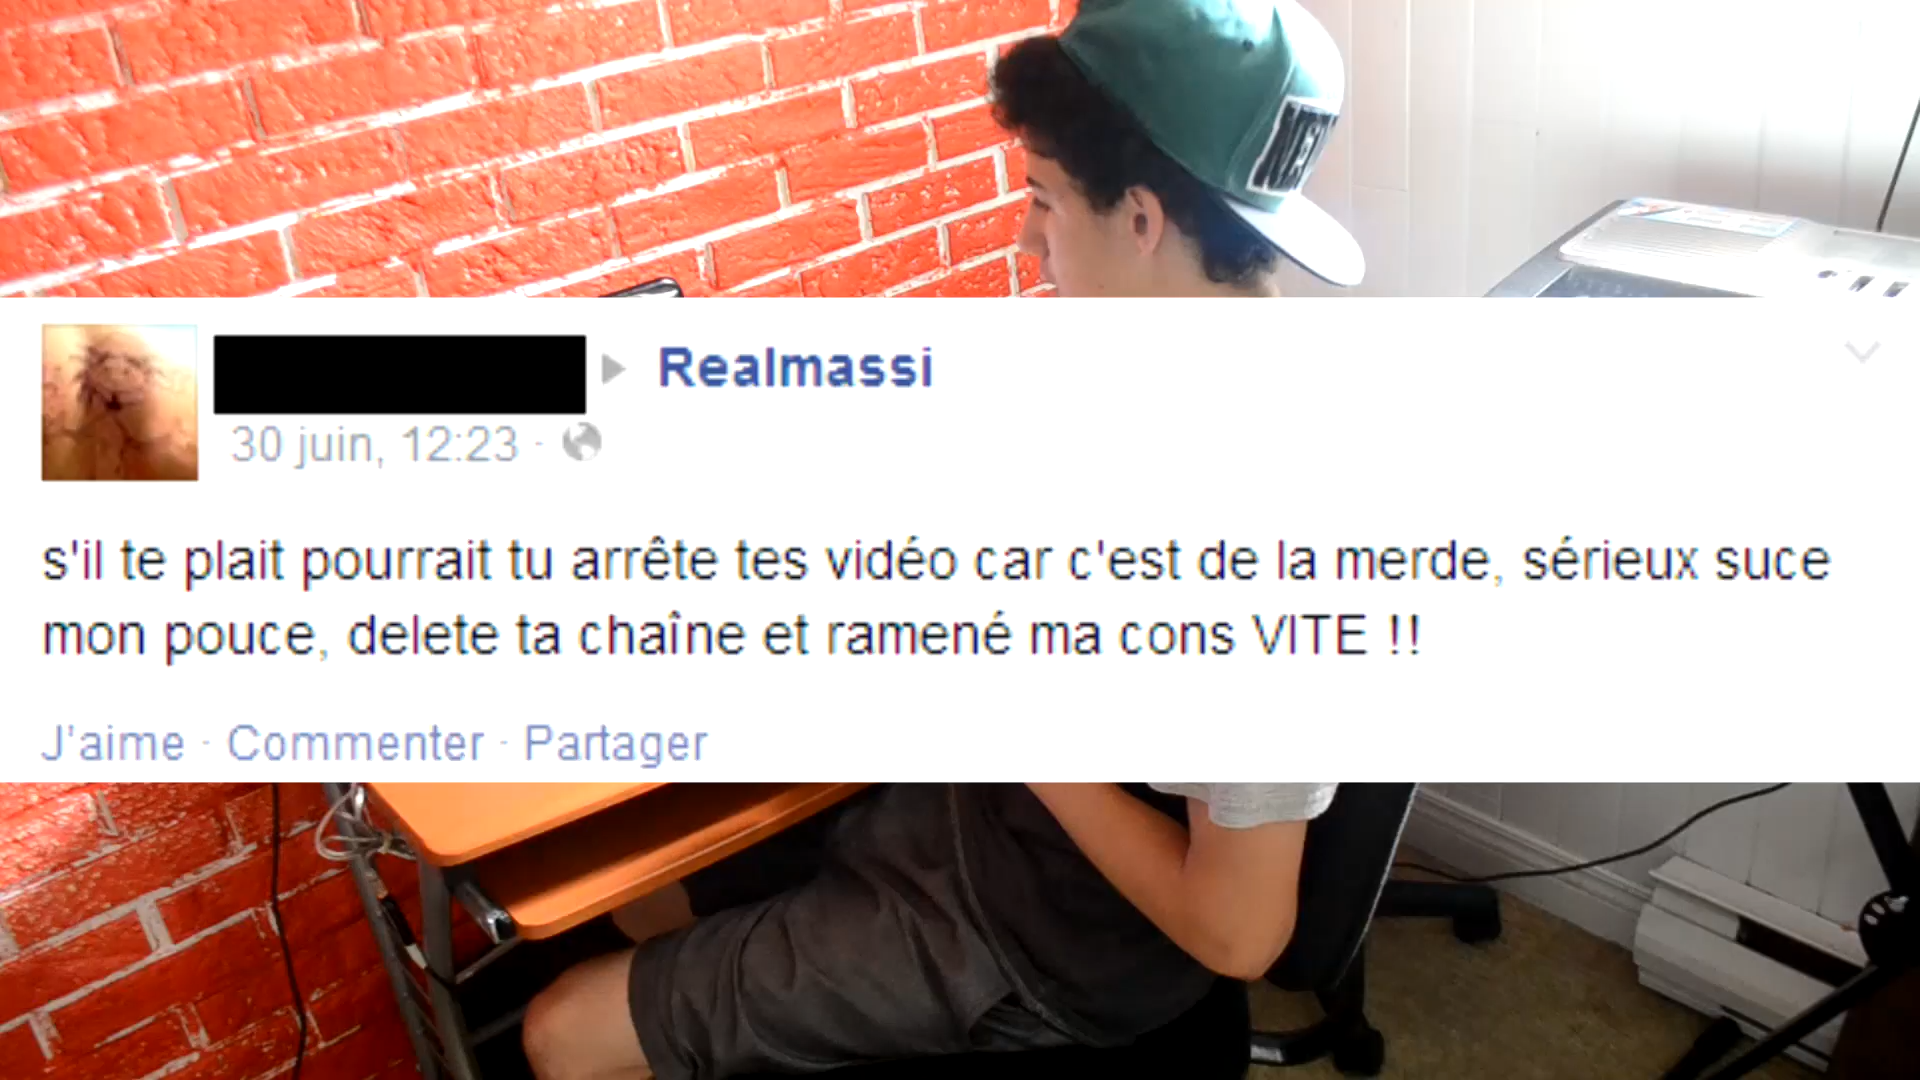 Realmassi
30 juin, 12:23 ·
s'il te plait pourrait tu arrête tes vidéo car c'est de la merde, sérieux suce
mon pouce, delete ta chaîne et ramené ma cons VITE !!
J'aime · Commenter · Partager